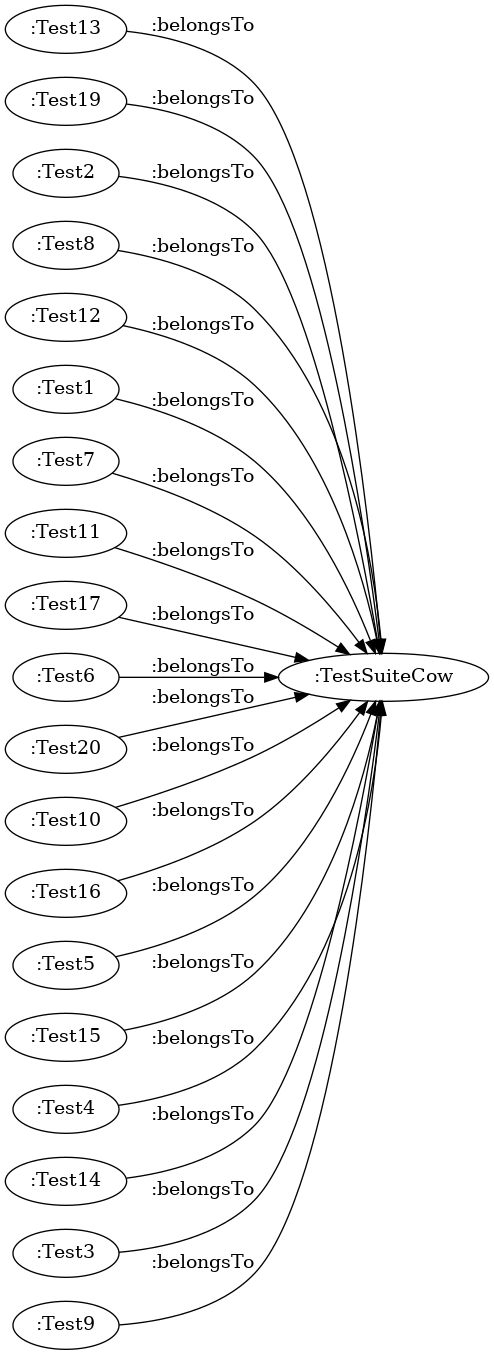 :Test13
:belongsTo
:Test19
:belongsTo
:Test2
:belongsTo
:Test8
:belongsTo
:Test12
:belongsTo
:Test1
:belongsTo
:Test7
:belongsTo
:Test11
:belongsTo
:Test17
:belongsTo
:Test6
:belongsTo
:TestSuiteCow
:belongsTo
:Test20
:belongsTo
:Test10
:belongsTo
:Test16
:belongsTo
:Test5
:belongsTo
:Test15
:belongsTo
:Test4
:belongsTo
:Test14
:belongsTo
:Test3
:belongsTo
:Test9